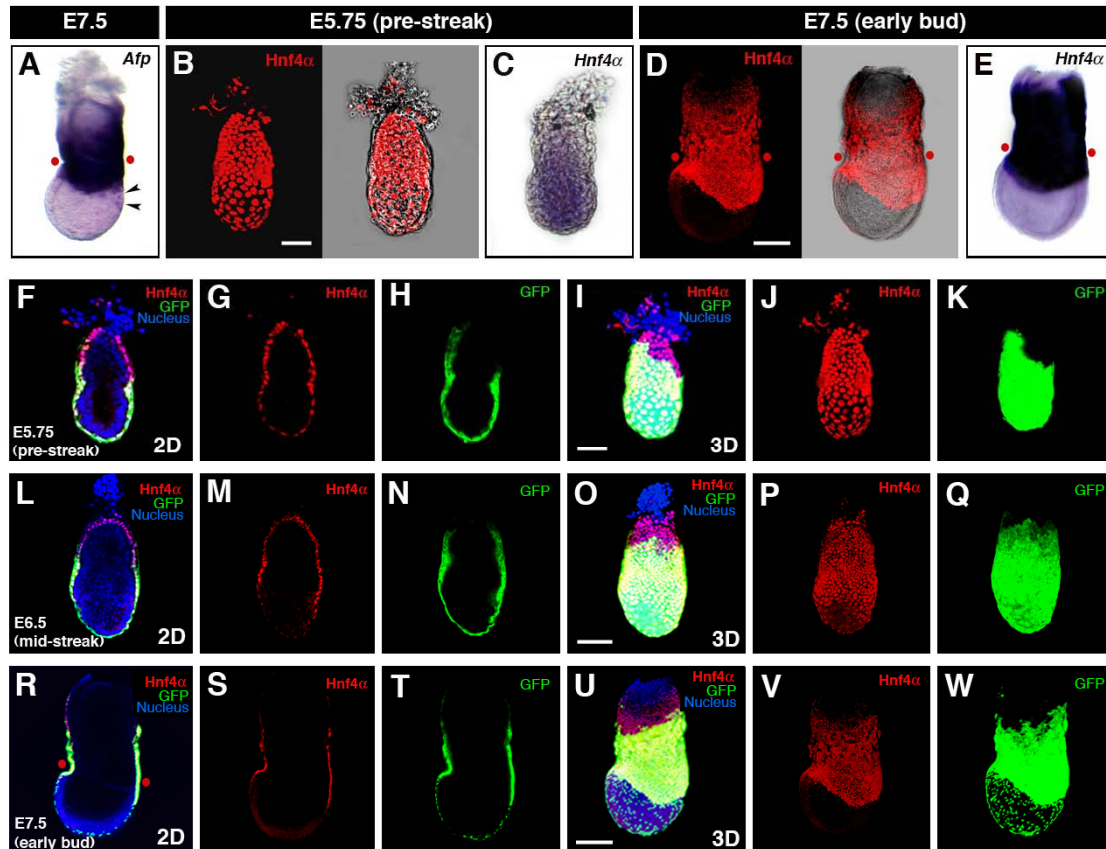 E7.5
E5.75 (pre-streak)
E7.5 (early bud)
A
Afp
B
Hnf4α
C
Hnf4α
D
Hnf4α
E
Hnf4α
F
Hnf4α
GFP
Nucleus
E5.75
(pre-streak)
2D
G
Hnf4α
H
GFP
I
Hnf4α
GFP
Nucleus
3D
J
Hnf4α
K
GFP
L
Hnf4α
GFP
Nucleus
E6.5
(mid-streak)
2D
M
Hnf4α
N
GFP
O
Hnf4α
GFP
Nucleus
3D
P
Hnf4α
Q
GFP
R
Hnf4α
GFP
Nucleus
E7.5
(early bud)
2D
S
Hnf4α
T
GFP
U
Hnf4α
GFP
Nucleus
3D
V
Hnf4α
W
GFP